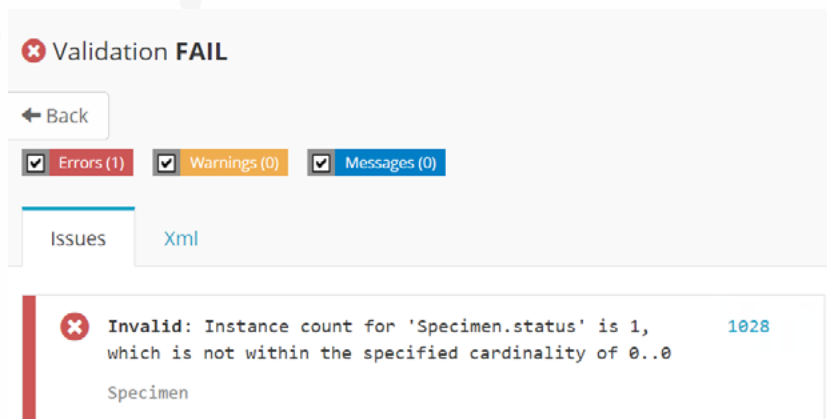 Validation FAIL
Back
Errors (1) Warnings (0) Messages (0)
Issues Xml
Invalid: Instance count for 'Specimen.status' is 1, 1028
which is not within the specified cardinality of 0..0
Specimen